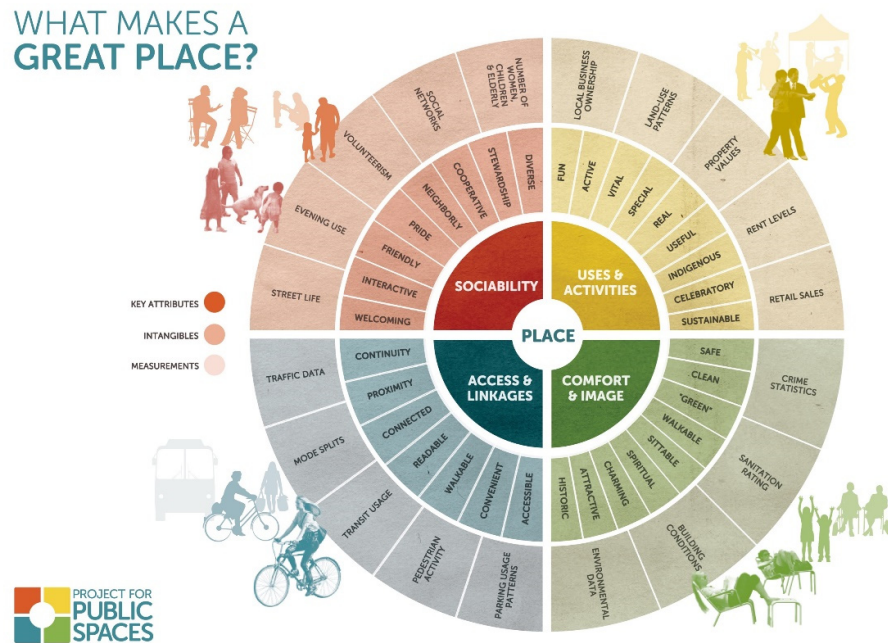 WHAT MAKES A
GREAT PLACE?
KEY ATTRIBUTES
INTANGIBLES
MEASUREMENTS
PLACE
SOCIABILITY
WELCOMING
INTERACTIVE
FRIENDLY
PRIDE
NEIGHBORLY
COOPERATIVE
STEWARDSHIP
DIVERSE
STREET LIFE
EVENING USE
VOLUNTEERISM
SOCIAL
NETWORKS
NUMBER OF
WOMEN,
CHILDREN
& ELDERLY
USES &
ACTIVITIES
FUN
ACTIVE
VITAL
SPECIAL
REAL
USEFUL
INDIGENOUS
CELEBRATORY
SUSTAINABLE
LOCAL BUSINESS
OWNERSHIP
LAND-USE
PATTERNS
PROPERTY
VALUES
RENT LEVELS
RETAIL SALES
ACCESS &
LINKAGES
CONTINUITY
PROXIMITY
CONNECTED
READABLE
WALKABLE
CONVENIENT
ACCESSIBLE
TRAFFIC DATA
MODE SPLITS
TRANSIT USAGE
PEDESTRIAN
ACTIVITY
PARKING USAGE
PATTERNS
COMFORT
& IMAGE
SAFE
CLEAN
"GREEN"
WALKABLE
SITTABLE
SPIRITUAL
CHARMING
ATTRACTIVE
HISTORIC
CRIME
STATISTICS
SANITATION
RATING
BUILDING
CONDITIONS
ENVIRONMENTAL
DATA
PROJECT FOR
PUBLIC
SPACES